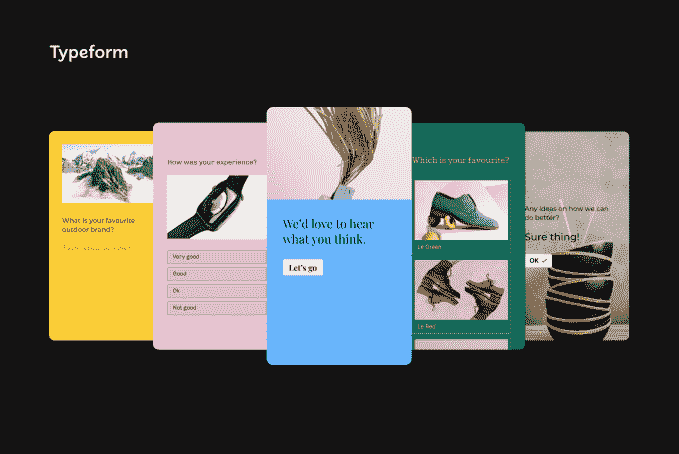 Typeform
What is your favourite
outdoor brand?
How was your experience?
Very good
Good
Ok
Not good
We'd love to hear
what you think.
Let's go
Which is your favourite?
Le Green
Le Red
Any ideas on how we can
do better?
Sure thing!
OK ✓